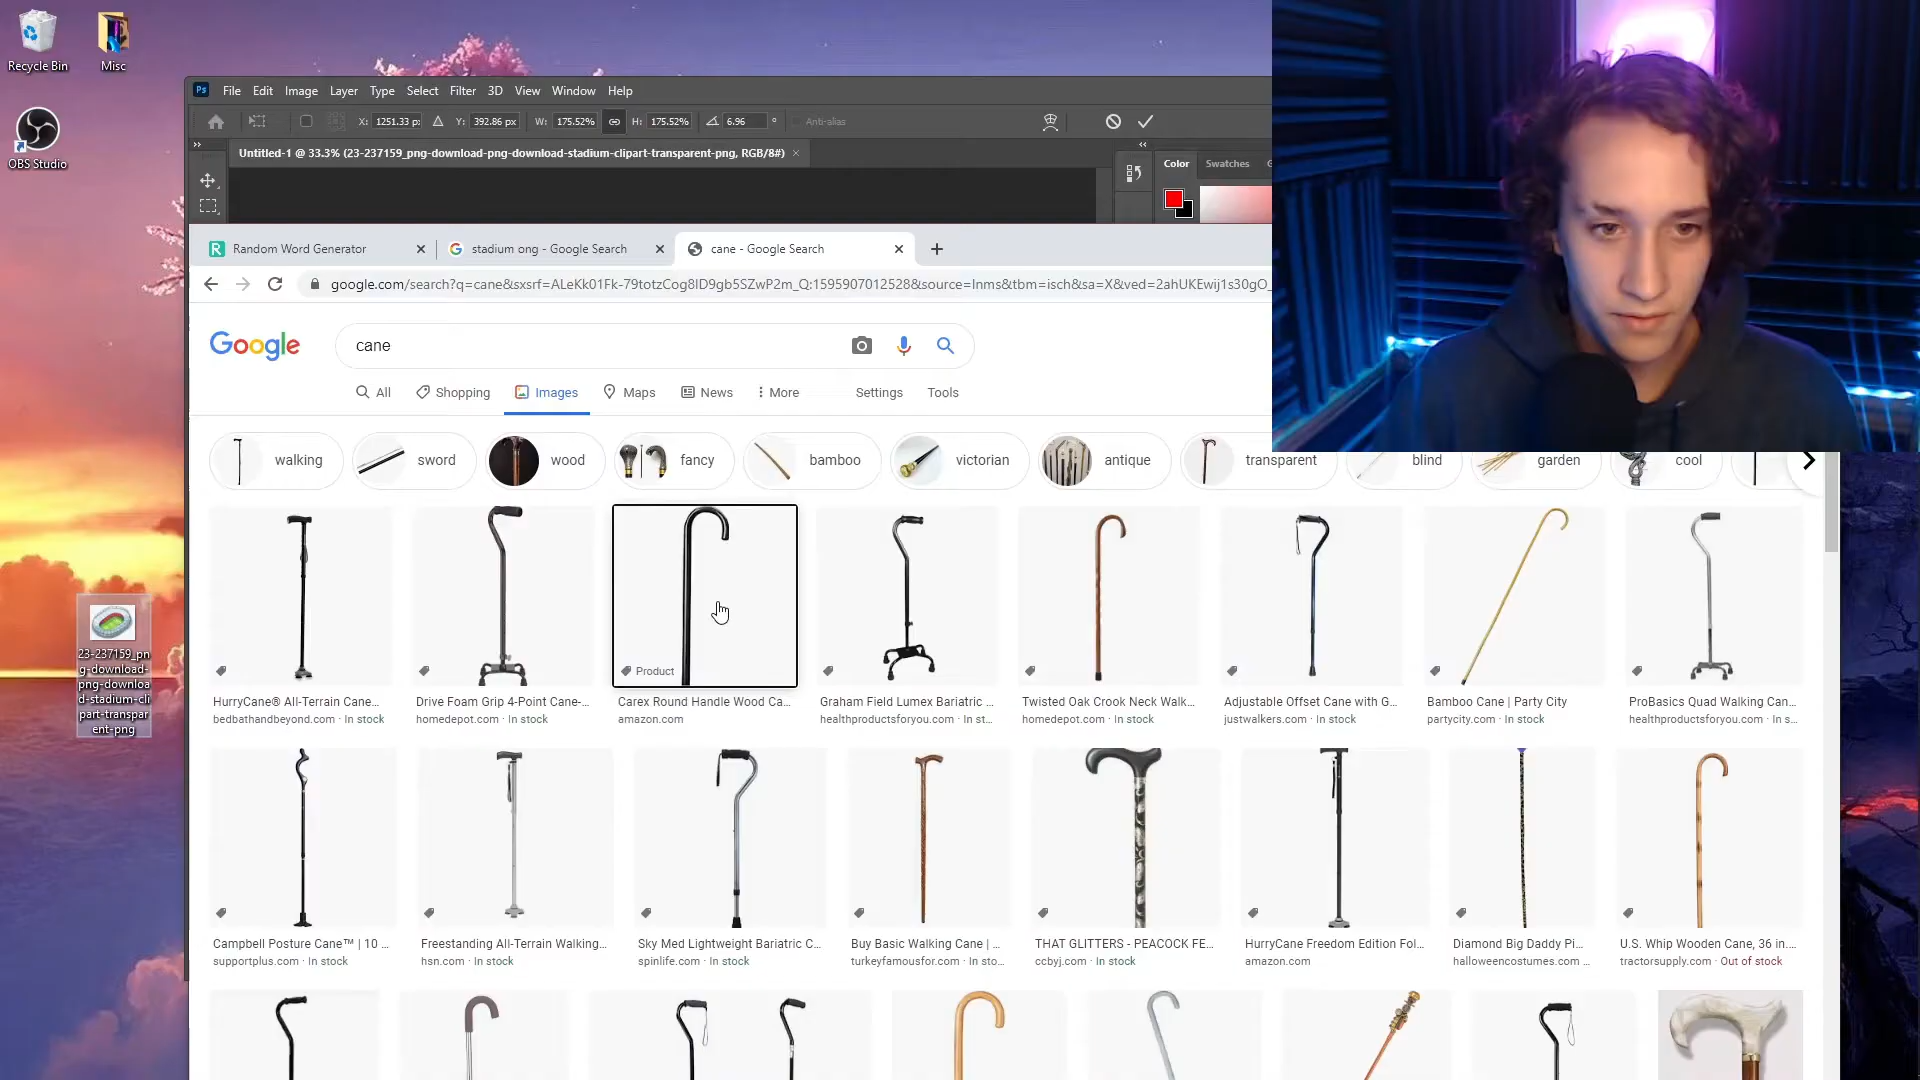 Recycle Bin
Misc
OBS Studio
23-237159_pn
g-download-
png-downloa
d-stadium-cli
part-transpar
ent-png
Ps File Edit Image Layer Type Select Filter 3D View Window Help
X: 1251.33 p: Y: 392.86 px W: 175.52% H: 175.52% 6.96 ° Anti-alias
Untitled-1 @ 33.3% (23-237159_png-download-png-download-stadium-clipart-transparent-png, RGB/8#) ×
Color Swatches
Random Word Generator
stadium ong - Google Search
cane - Google Search
google.com/search?q=cane&sxsrf=ALeKk01Fk-79totzCog8ID9gb5SZwP2m_Q:1595907012528&source=lnms&tbm=isch&sa=X&ved=2ahUKEwij1s30gO_
Google
cane
All Shopping Images Maps News More Settings Tools
walking sword wood fancy bamboo victorian antique transparent blind garden cool
Product
HurryCane® All-Terrain Cane...
bedbathandbeyond.com · In stock
Drive Foam Grip 4-Point Cane-...
homedepot.com · In stock
Carex Round Handle Wood Ca...
amazon.com
Graham Field Lumex Bariatric ...
healthproductsforyou.com · In st...
Twisted Oak Crook Neck Walk...
homedepot.com · In stock
Adjustable Offset Cane with G...
justwalkers.com · In stock
Bamboo Cane | Party City
partycity.com · In stock
ProBasics Quad Walking Can...
healthproductsforyou.com · In s...
Campbell Posture Cane™ | 10 ...
supportplus.com · In stock
Freestanding All-Terrain Walking...
hsn.com · In stock
Sky Med Lightweight Bariatric C...
spinlife.com · In stock
Buy Basic Walking Cane | ...
turkeyfamousfor.com · In sto...
THAT GLITTERS - PEACOCK FE...
ccbyj.com · In stock
HurryCane Freedom Edition Fol...
amazon.com
Diamond Big Daddy Pi...
halloweencostumes.com ...
U.S. Whip Wooden Cane, 36 in....
tractorsupply.com · Out of stock